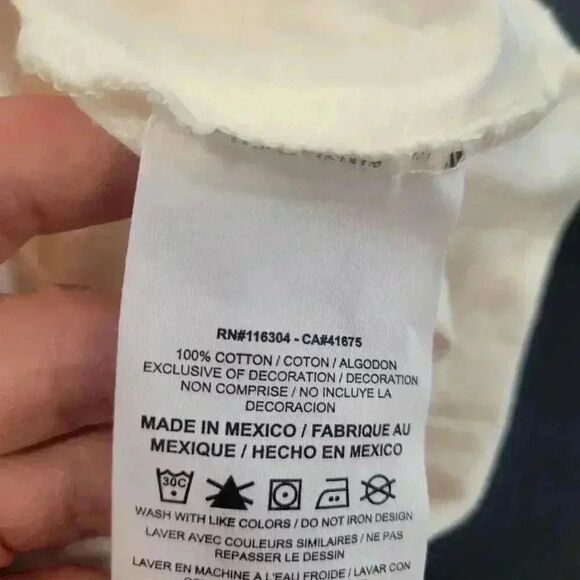 RN#116304 - CA#41675
100% COTTON / COTON / ALGODON
EXCLUSIVE OF DECORATION / DECORATION
NON COMPRISE / NO INCLUYE LA
DECORACION
MADE IN MEXICO / FABRIQUE AU
MEXIQUE / HECHO EN MEXICO
30C
WASH WITH LIKE COLORS / DO NOT IRON DESIGN
LAVER AVEC COULEURS SIMILAIRES / NE PAS
REPASSER LE DESSIN
LAVER EN MACHINE A L'EAU FROIDE / LAVAR CON